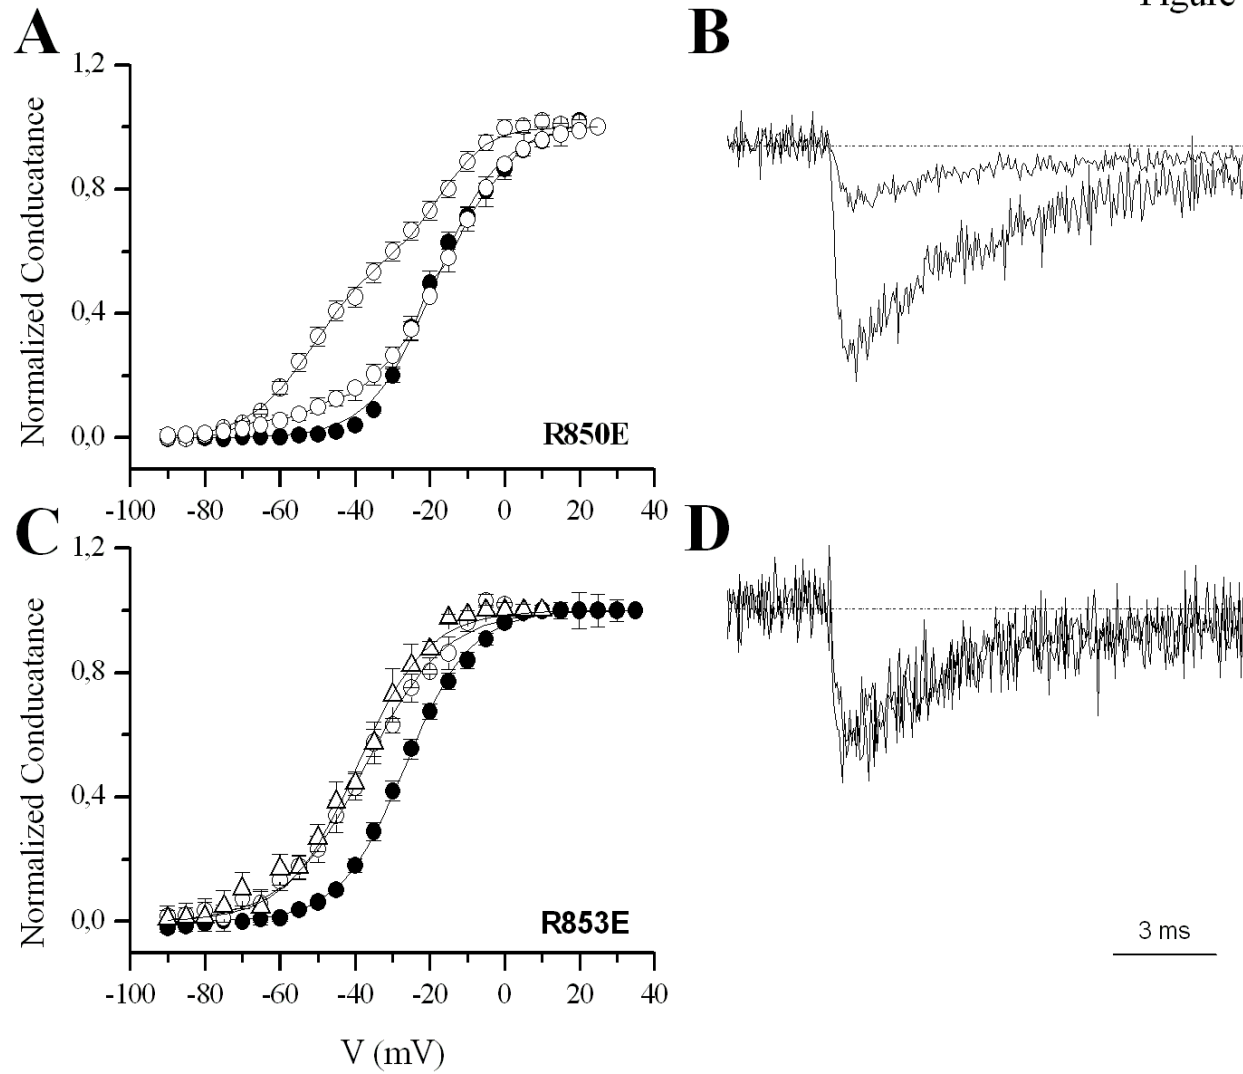 Figure
A
B
1,2
0,8
0,4
0,0
Normalized Conducatance
R850E
-100 -80 -60 -40 -20 0 20 40
C
D
1,2
0,8
0,4
0,0
Normalized Conducatance
R853E
-100 -80 -60 -40 -20 0 20 40
V (mV)
3 ms